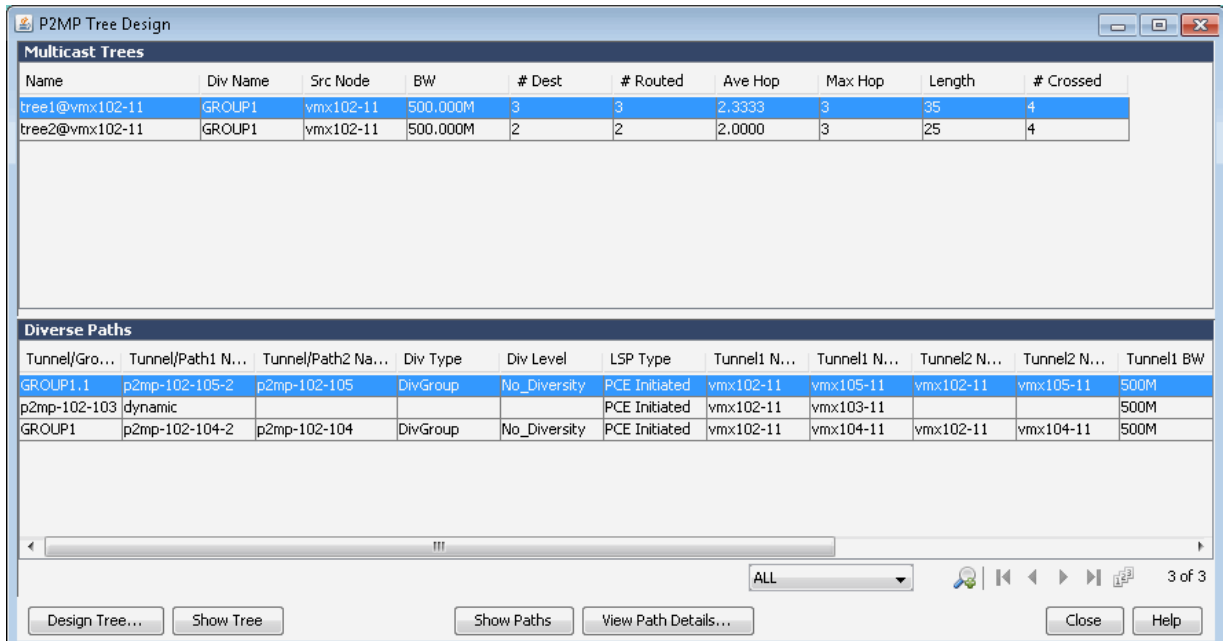 P2MP Tree Design
Multicast Trees
Name Div Name Src Node BW # Dest # Routed Ave Hop Max Hop Length # Crossed
tree1@vmx102-11 GROUP1 vmx102-11 500.000M 3 3 2.3333 3 35 4
tree2@vmx102-11 GROUP1 vmx102-11 500.000M 2 2 2.0000 3 25 4
Diverse Paths
Tunnel/Gro... Tunnel/Path1 N... Tunnel/Path2 Na... Div Type Div Level LSP Type Tunnel1 N... Tunnel1 N... Tunnel2 N... Tunnel2 N... Tunnel1 BW
GROUP1.1 p2mp-102-105-2 p2mp-102-105 DivGroup No_Diversity PCE Initiated vmx102-11 vmx105-11 vmx102-11 vmx105-11 500M
p2mp-102-103 dynamic PCE Initiated vmx102-11 vmx103-11 500M
GROUP1 p2mp-102-104-2 p2mp-102-104 DivGroup No_Diversity PCE Initiated vmx102-11 vmx104-11 vmx102-11 vmx104-11 500M
ALL 3 of 3
Design Tree... Show Tree Show Paths View Path Details... Close Help